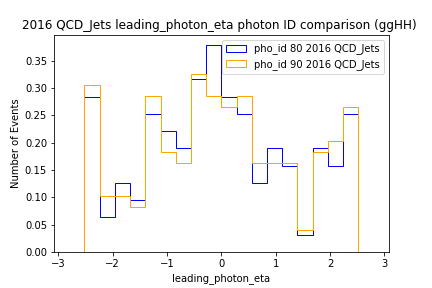 2016 QCD_Jets leading_photon_eta photon ID comparison (ggHH)
pho_id 80 2016 QCD_Jets
pho_id 90 2016 QCD_Jets
Number of Events
0.35
0.30
0.25
0.20
0.15
0.10
0.05
0.00
−3 −2 −1 0 1 2 3
leading_photon_eta